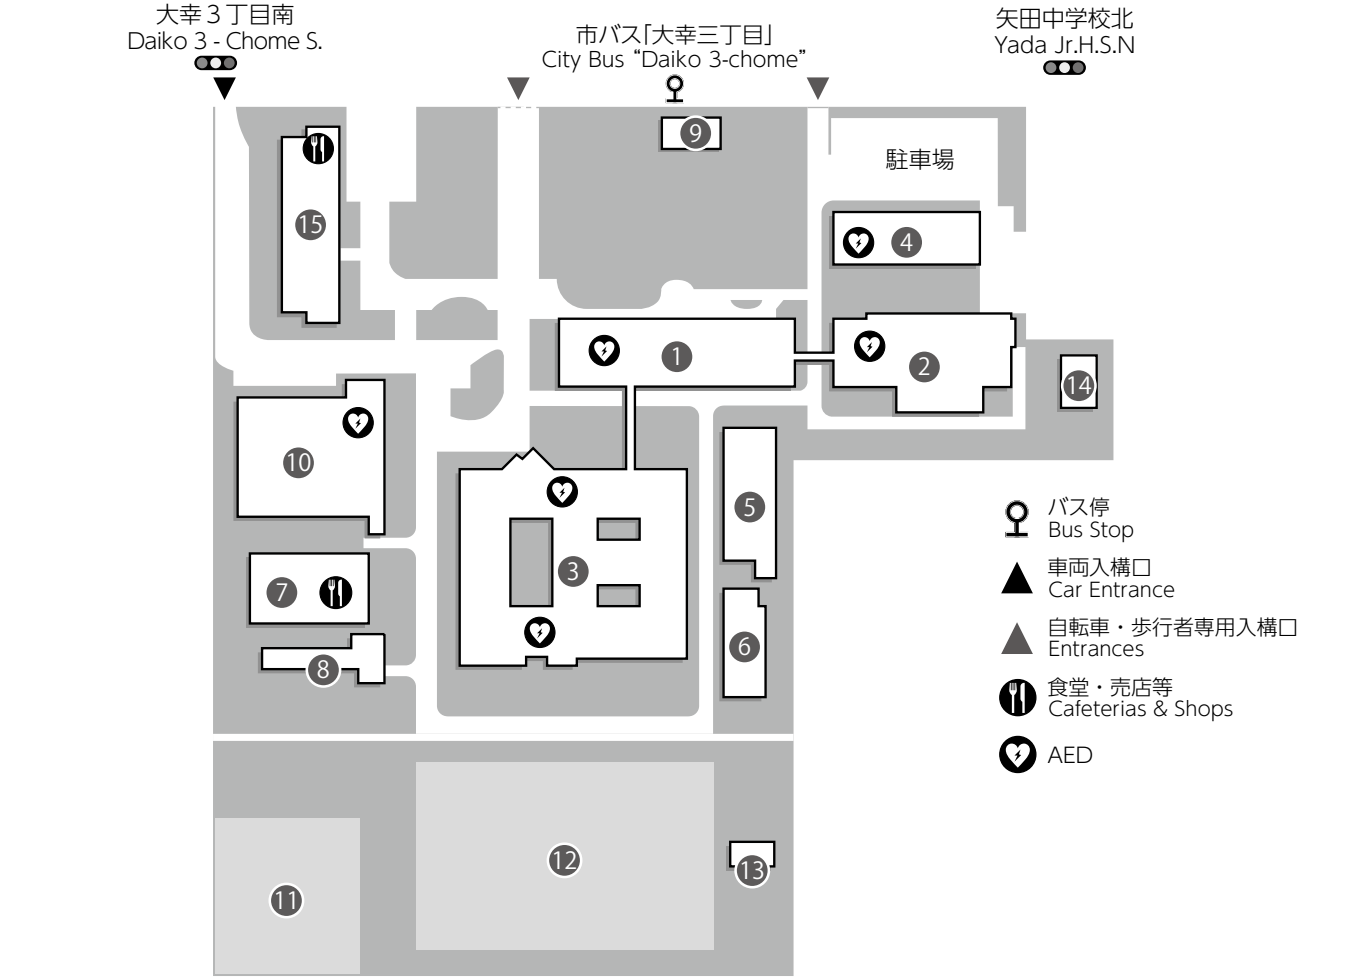 大幸３丁目南
Daiko 3 - Chome S.
市バス「大幸三丁目」
City Bus “Daiko 3-chome”
矢田中学校北
Yada Jr.H.S.N
9
駐車場
15
4
1
2
14
10
5
3
7
6
8
バス停
Bus Stop
車両入構口
Car Entrance
自転車・歩行者専用入構口
Entrances
食堂・売店等
Cafeterias & Shops
AED
12
13
11